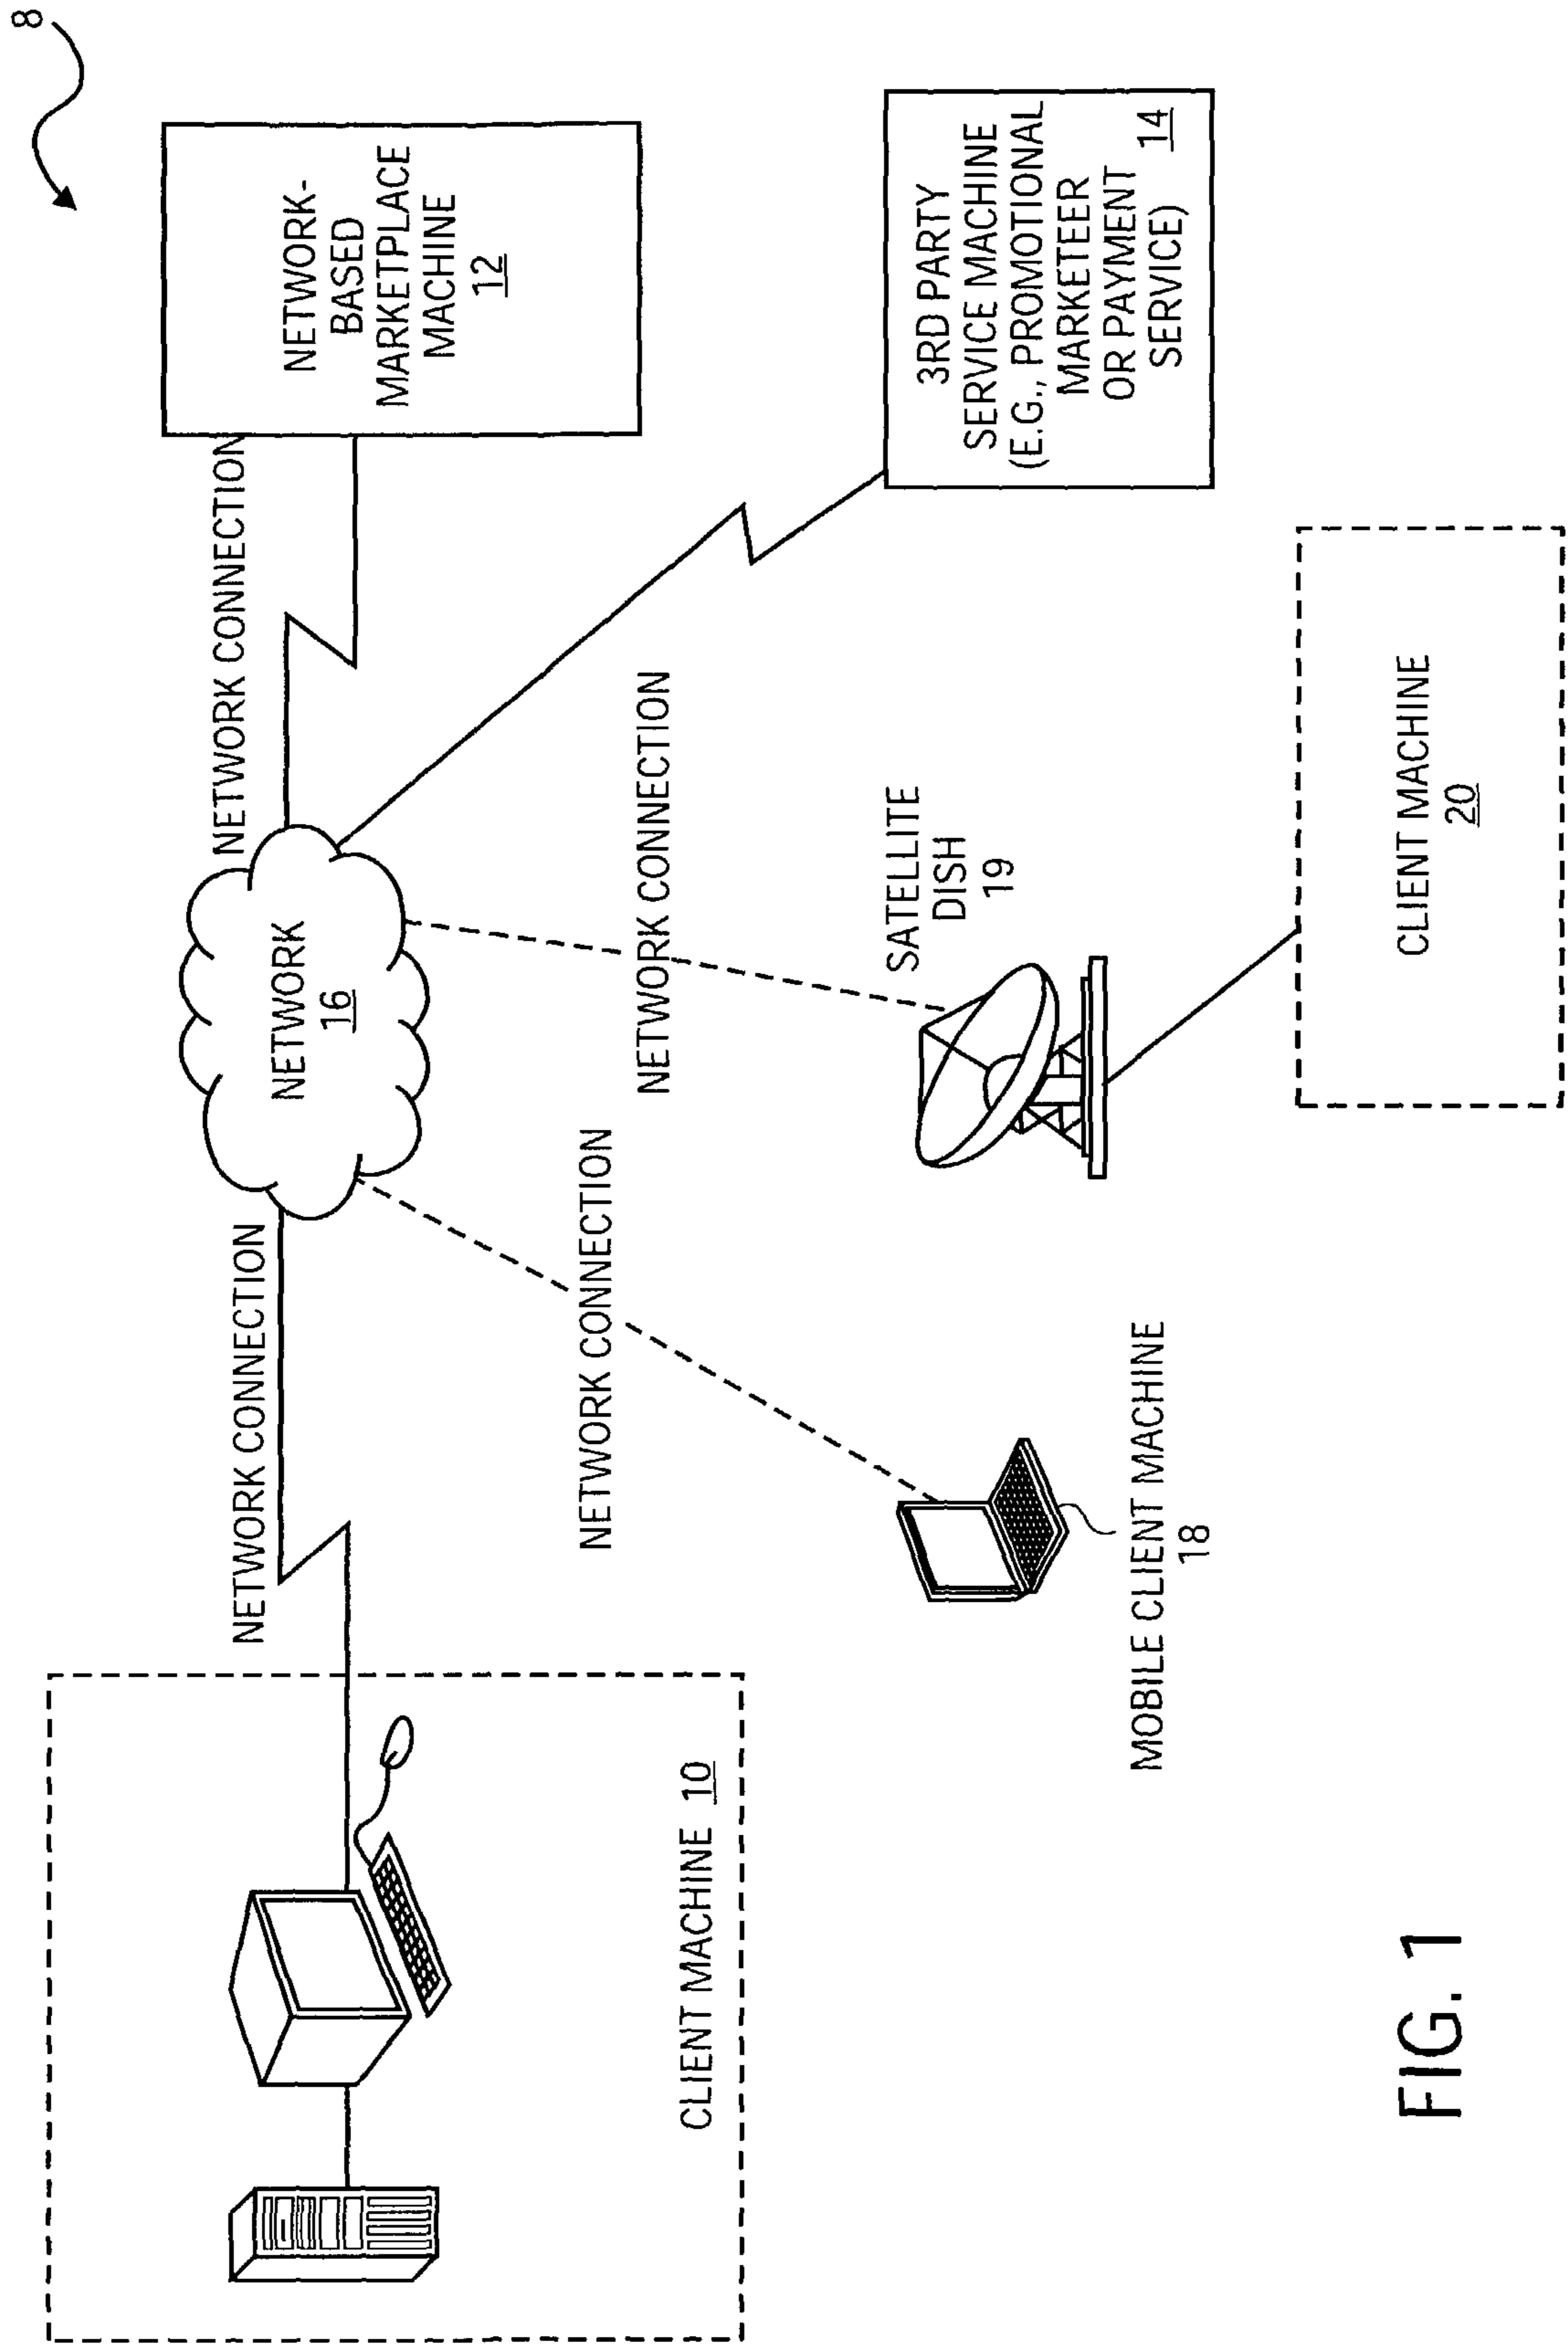 8
NETWORK CONNECTION
NETWORK
16
NETWORK CONNECTION
NETWORK-
BASED
MARKETPLACE
MACHINE
12
CLIENT MACHINE 10
NETWORK CONNECTION
NETWORK CONNECTION
MOBILE CLIENT MACHINE
18
SATELLITE
DISH
19
3RD PARTY
SERVICE MACHINE
(E.G., PROMOTIONAL
MARKETEER
OR PAYMENT
SERVICE) 14
CLIENT MACHINE
20
FIG. 1